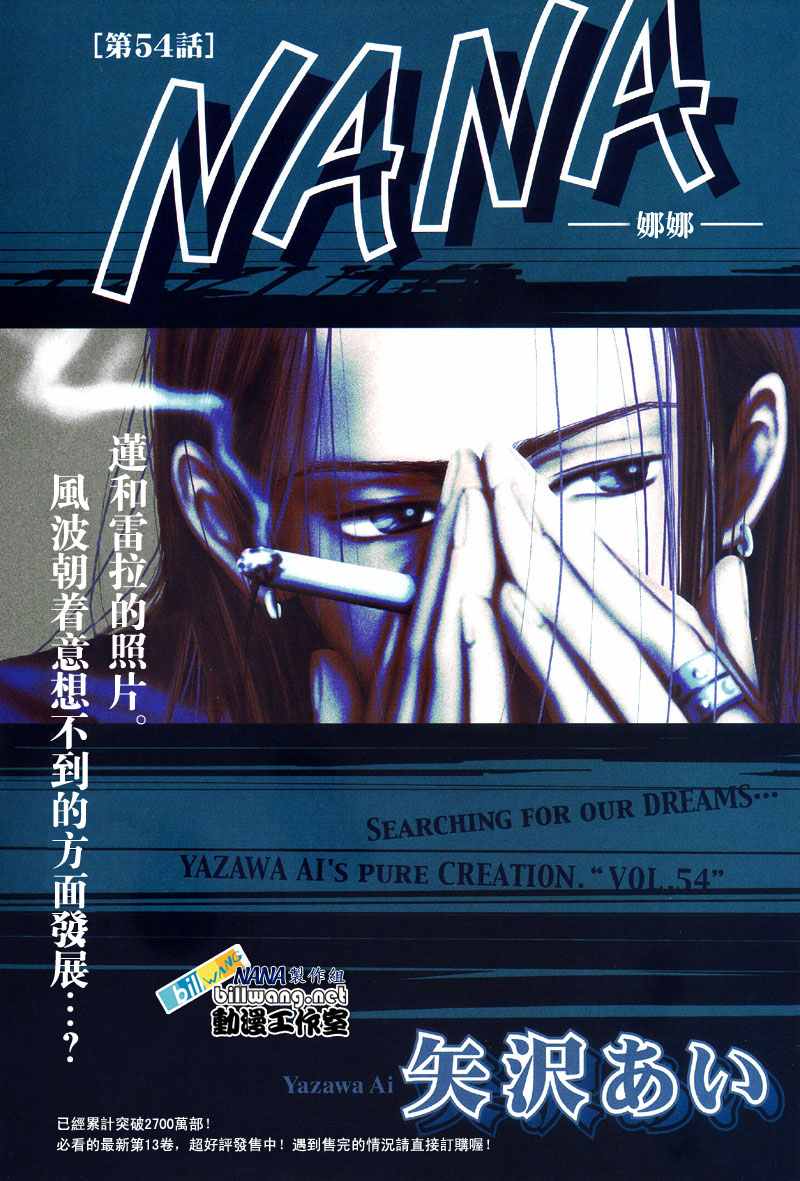 [第54話]
NANA
娜娜
蓮和雷拉的照片。
風波朝着意想不到的方面發展…?
SEARCHING FOR OUR DREAMS…
YAZAWA AI'S PURE CREATION. “VOL.54”
billWANG
NANA製作組
billwang.net
動漫工作室
Yazawa Ai
矢沢あい
已經累計突破2700萬部!
必看的最新第13卷，超好評發售中! 遇到售完的情況請直接訂購喔!